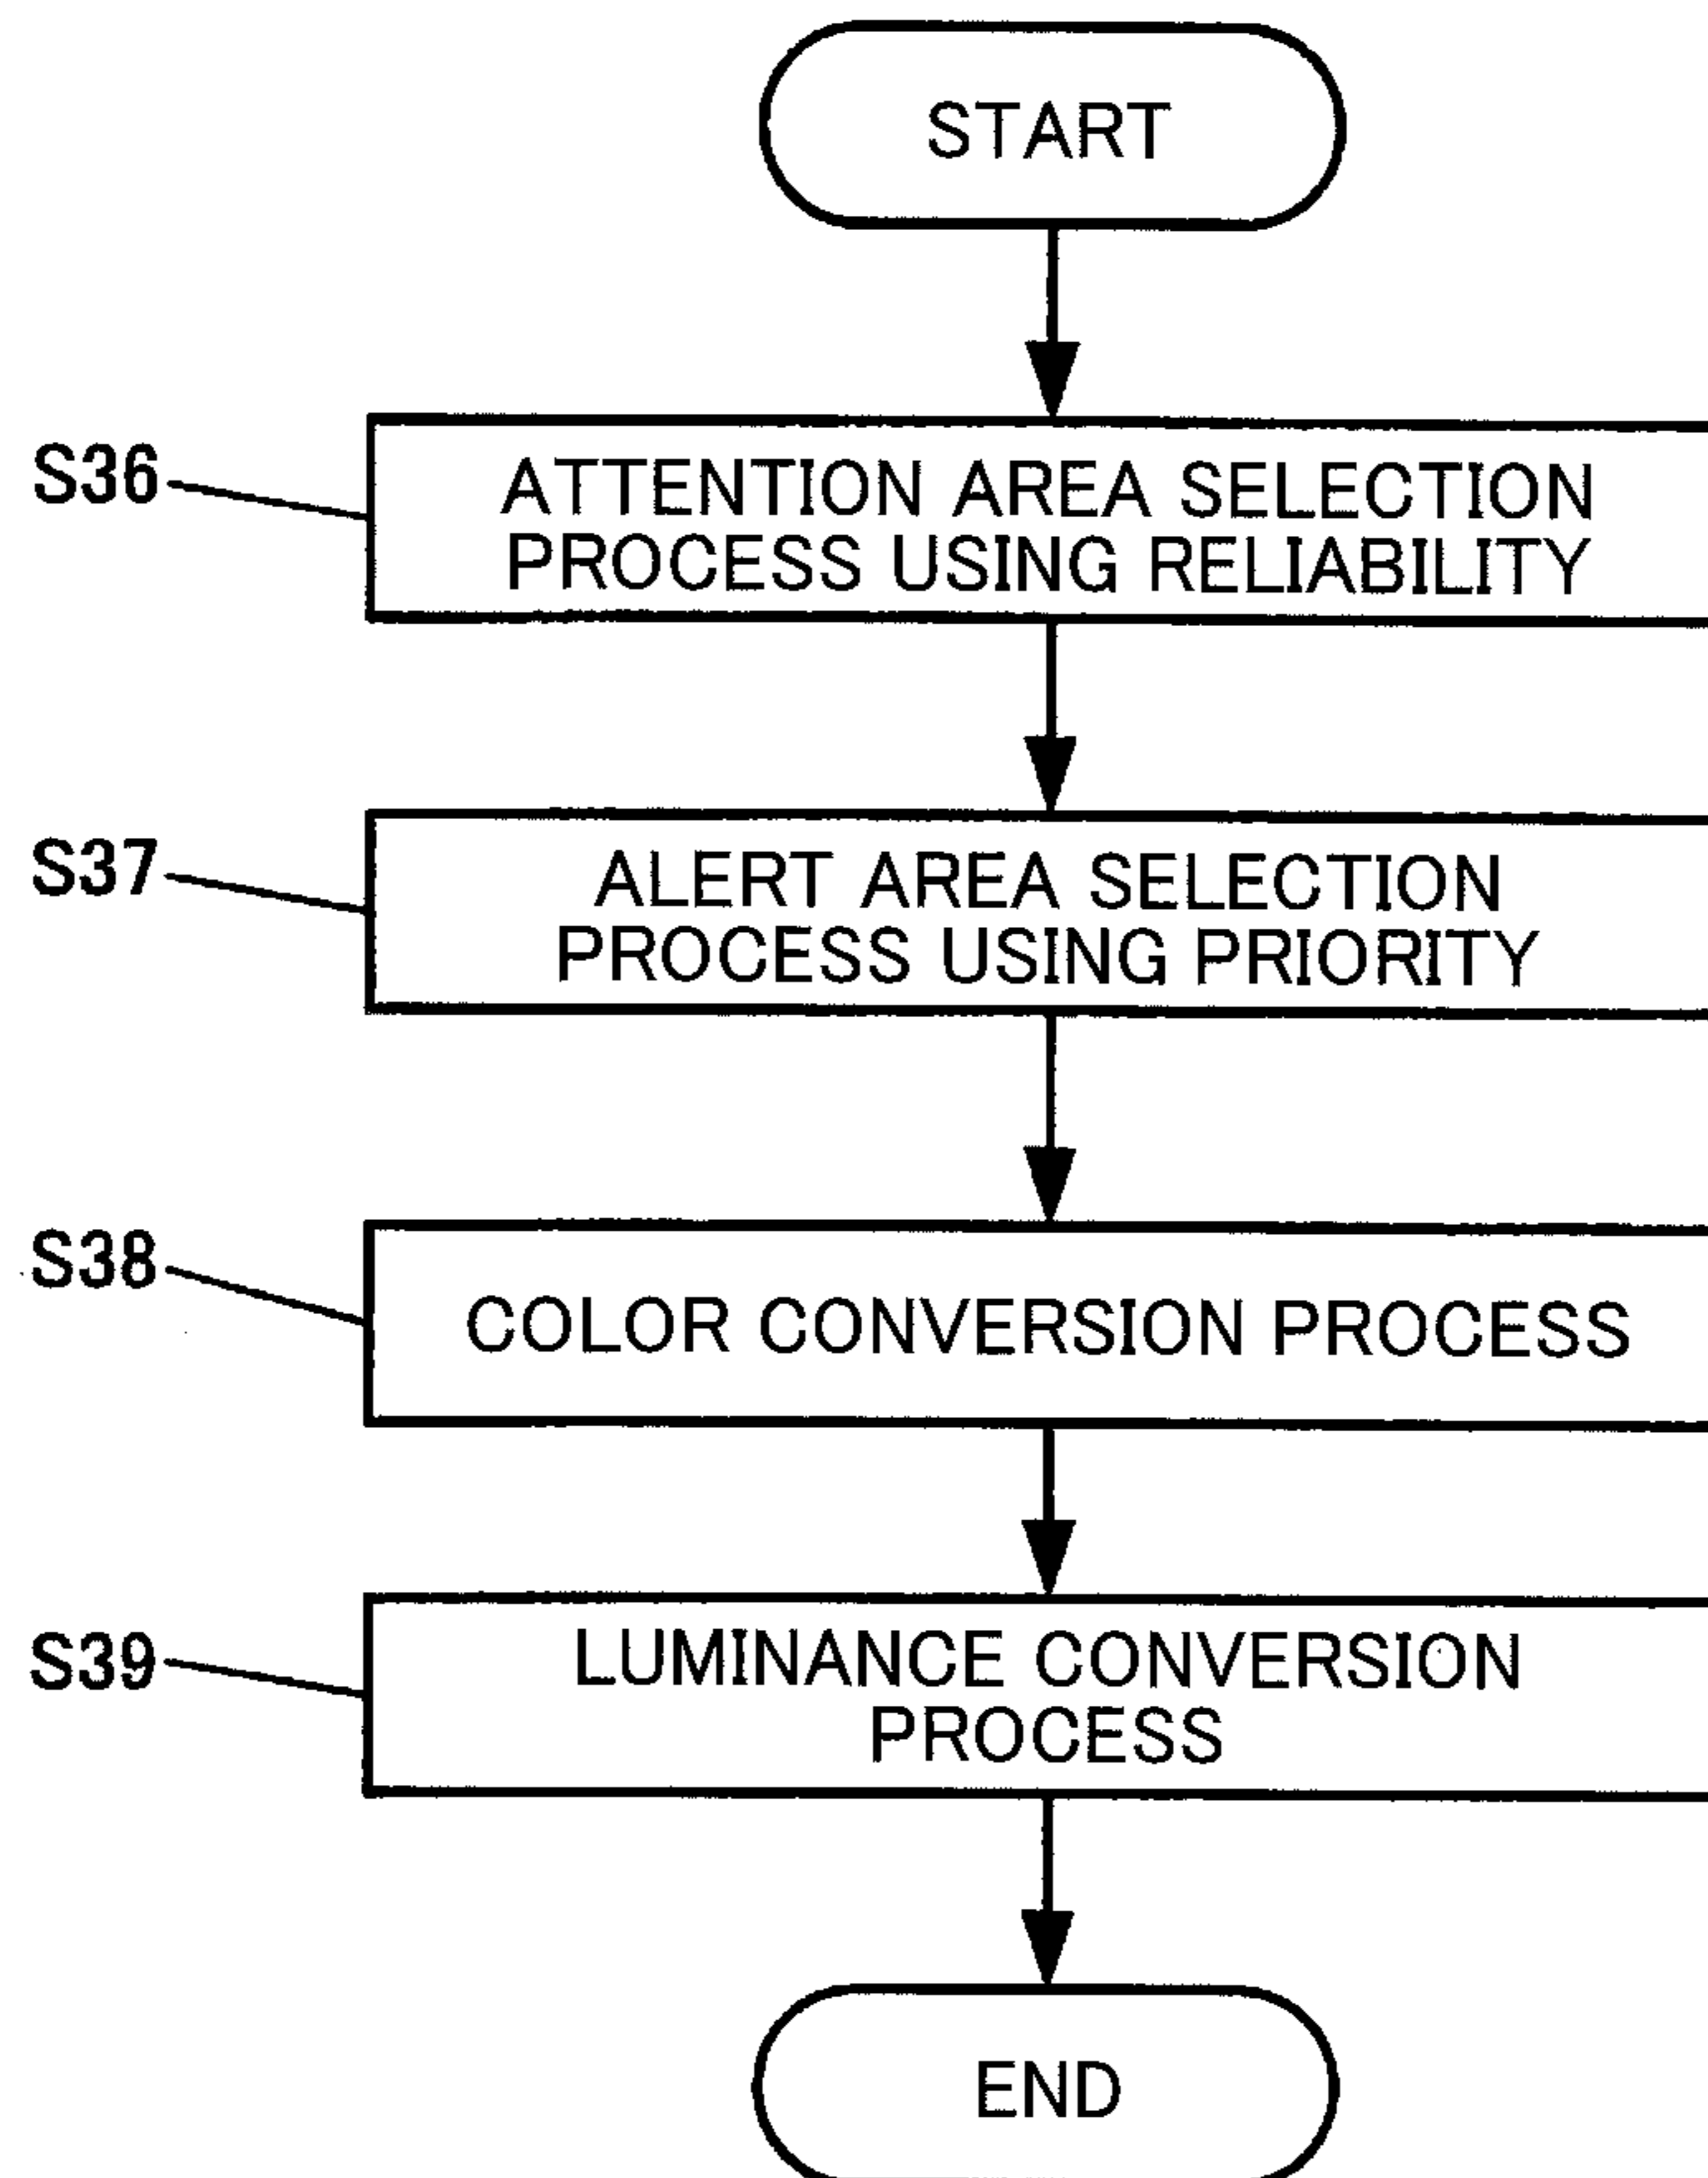 START
S36
ATTENTION AREA SELECTION
PROCESS USING RELIABILITY
S37
ALERT AREA SELECTION
PROCESS USING PRIORITY
S38
COLOR CONVERSION PROCESS
S39
LUMINANCE CONVERSION
PROCESS
END